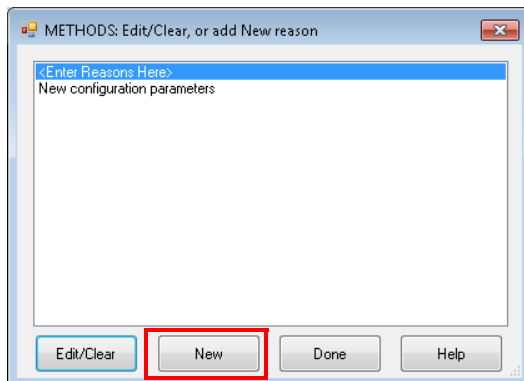 METHODS: Edit/Clear, or add New reason
<Enter Reasons Here>
New configuration parameters
Edit/Clear New Done Help